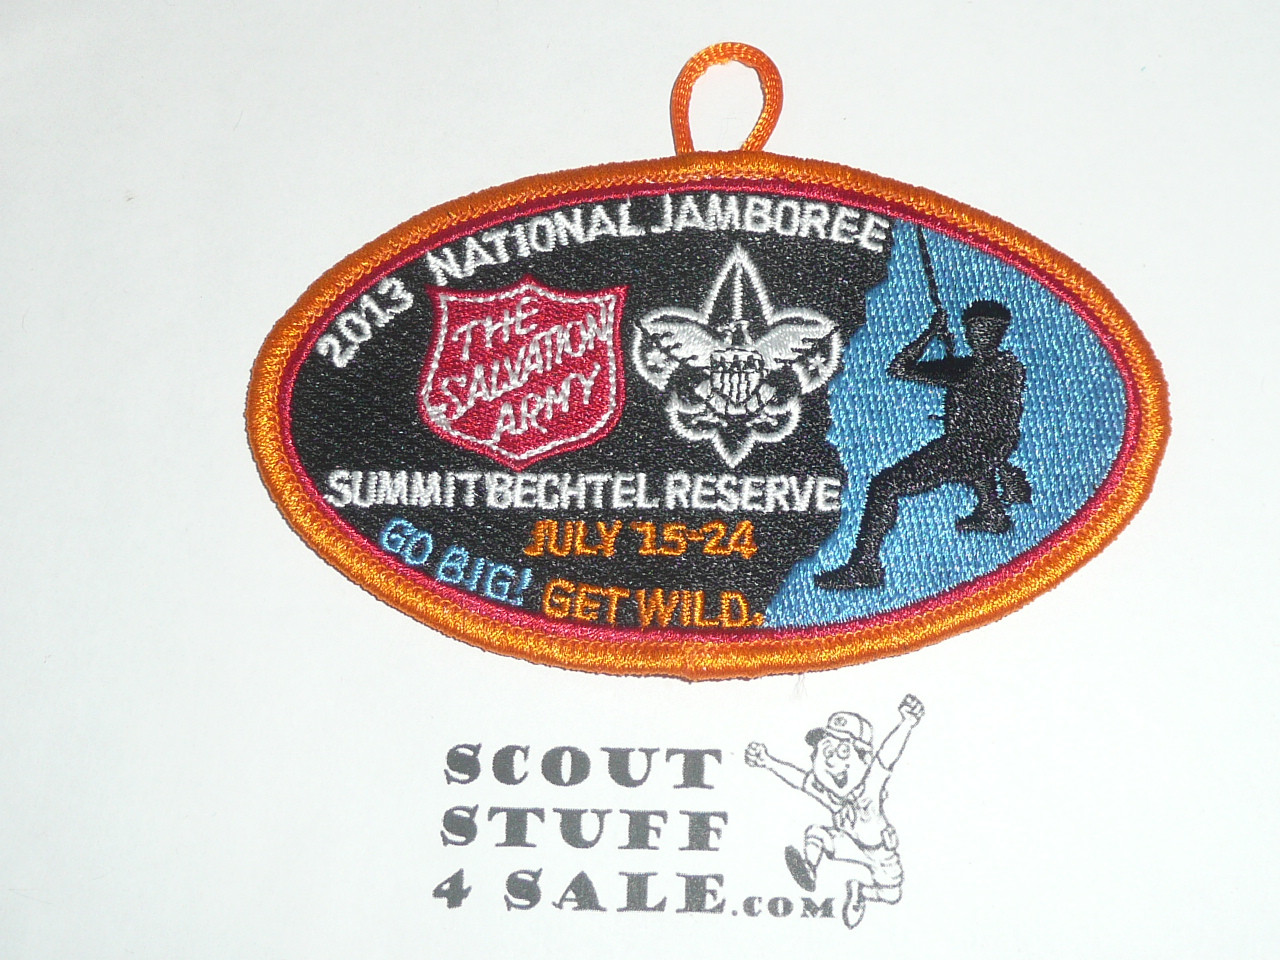 2013 NATIONAL JAMBOREE
THE
SALVATION
ARMY
SUMMIT BECHTEL RESERVE
JULY 15-24
GO BIG! GET WILD.
SCOUT
STUFF
4 SALE.COM